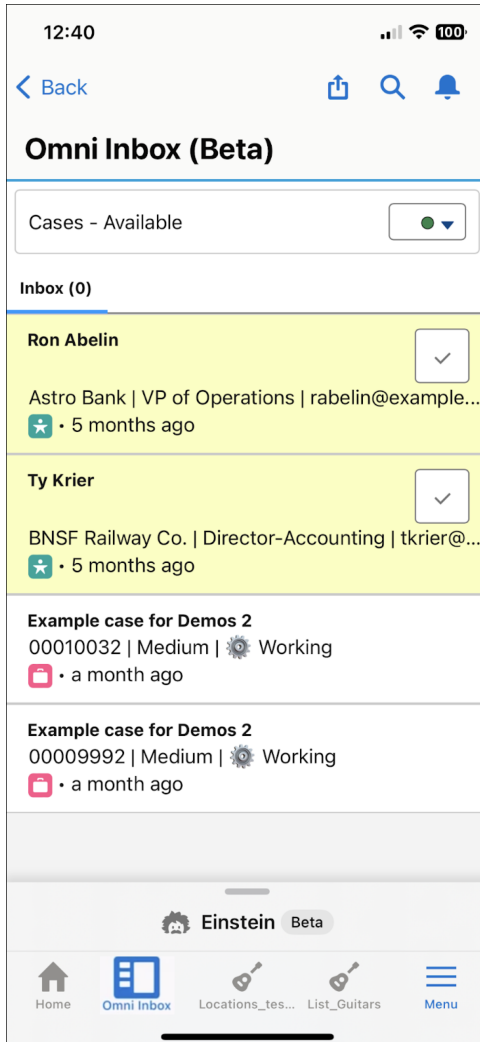 12:40
100
Back
Omni Inbox (Beta)
Cases - Available
Inbox (0)
Ron Abelin
Astro Bank | VP of Operations | rabelin@example...
• 5 months ago
Ty Krier
BNSF Railway Co. | Director-Accounting | tkrier@...
• 5 months ago
Example case for Demos 2
00010032 | Medium | ⚙️ Working
• a month ago
Example case for Demos 2
00009992 | Medium | ⚙️ Working
• a month ago
Einstein Beta
Home Omni Inbox Locations_tes... List_Guitars Menu